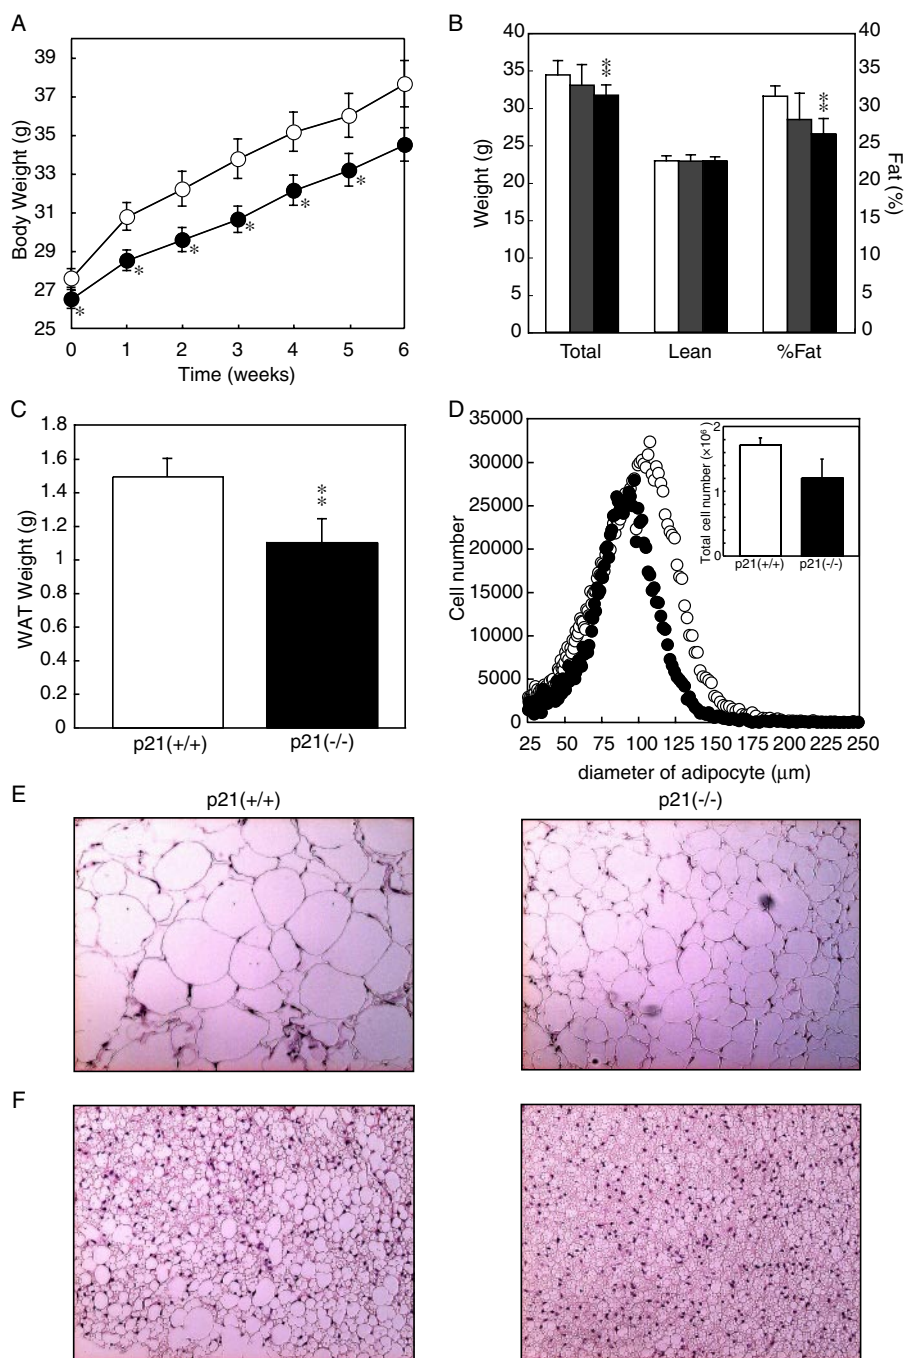 A
Body Weight (g)
39
37
35
33
31
29
27
25
*
*
*
*
*
*
0 1 2 3 4 5 6
Time (weeks)
B
Weight (g)
40
35
30
25
20
15
10
5
0
**
**
40
35
30
25
20
15
10
5
0
Fat (%)
Total Lean %Fat
C
WAT Weight (g)
1.8
1.6
1.4
1.2
1
0.8
0.6
0.4
0.2
0
**
p21(+/+) p21(-/-)
D
Cell number
35000
30000
25000
20000
15000
10000
5000
0
25 50 75 100 125 150 175 200 225 250
diameter of adipocyte (μm)
Total cell number (×10⁶)
2
1
0
p21(+/+) p21(-/-)
E
p21(+/+) p21(-/-)
F